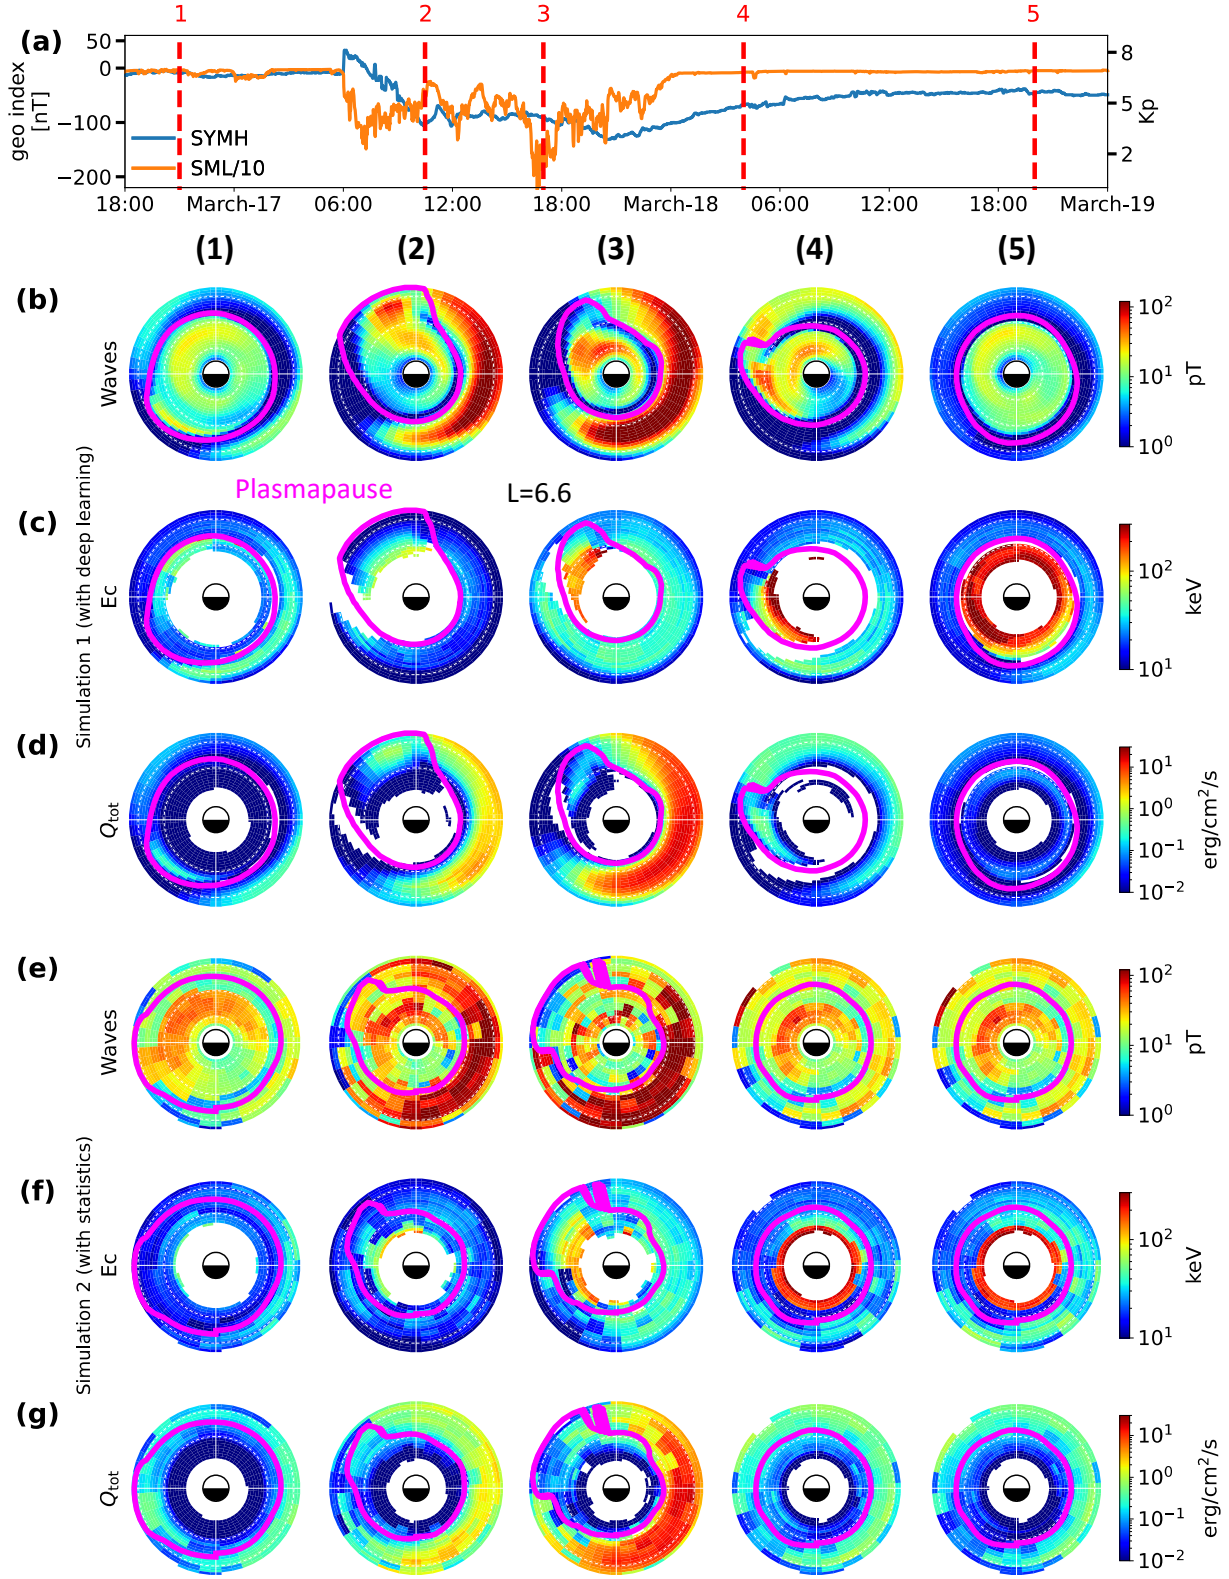 1 2 3 4 5
(a)
50
0
−100
−200
geo index
[nT]
SYMH
SML/10
8
5
2
Kp
18:00 March-17 06:00 12:00 18:00 March-18 06:00 12:00 18:00 March-19
(1) (2) (3) (4) (5)
(b)
Waves
10² 10¹ 10⁰
pT
Plasmapause L=6.6
Simulation 1 (with deep learning)
(c)
Ec
10² 10¹
keV
(d)
Qtot
10¹ 10⁰ 10⁻¹ 10⁻²
erg/cm²/s
(e)
Waves
10² 10¹ 10⁰
pT
Simulation 2 (with statistics)
(f)
Ec
10² 10¹
keV
(g)
Qtot
10¹ 10⁰ 10⁻¹ 10⁻²
erg/cm²/s